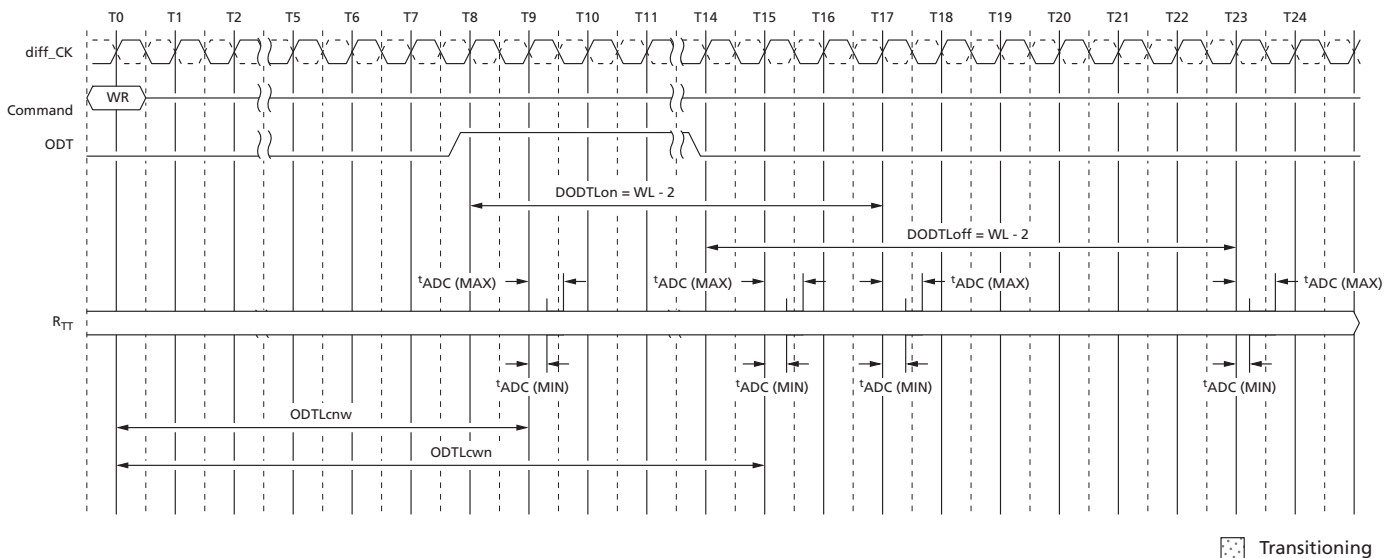 T0 T1 T2 T5 T6 T7 T8 T9 T10 T11 T14 T15 T16 T17 T18 T19 T20 T21 T22 T23 T24
diff_CK
WR
Command
ODT
DODTLon = WL - 2
DODTLoff = WL - 2
tADC (MAX) tADC (MAX) tADC (MAX) tADC (MAX)
RTT
tADC (MIN) tADC (MIN) tADC (MIN) tADC (MIN)
ODTLcnw
ODTLcwn
Transitioning